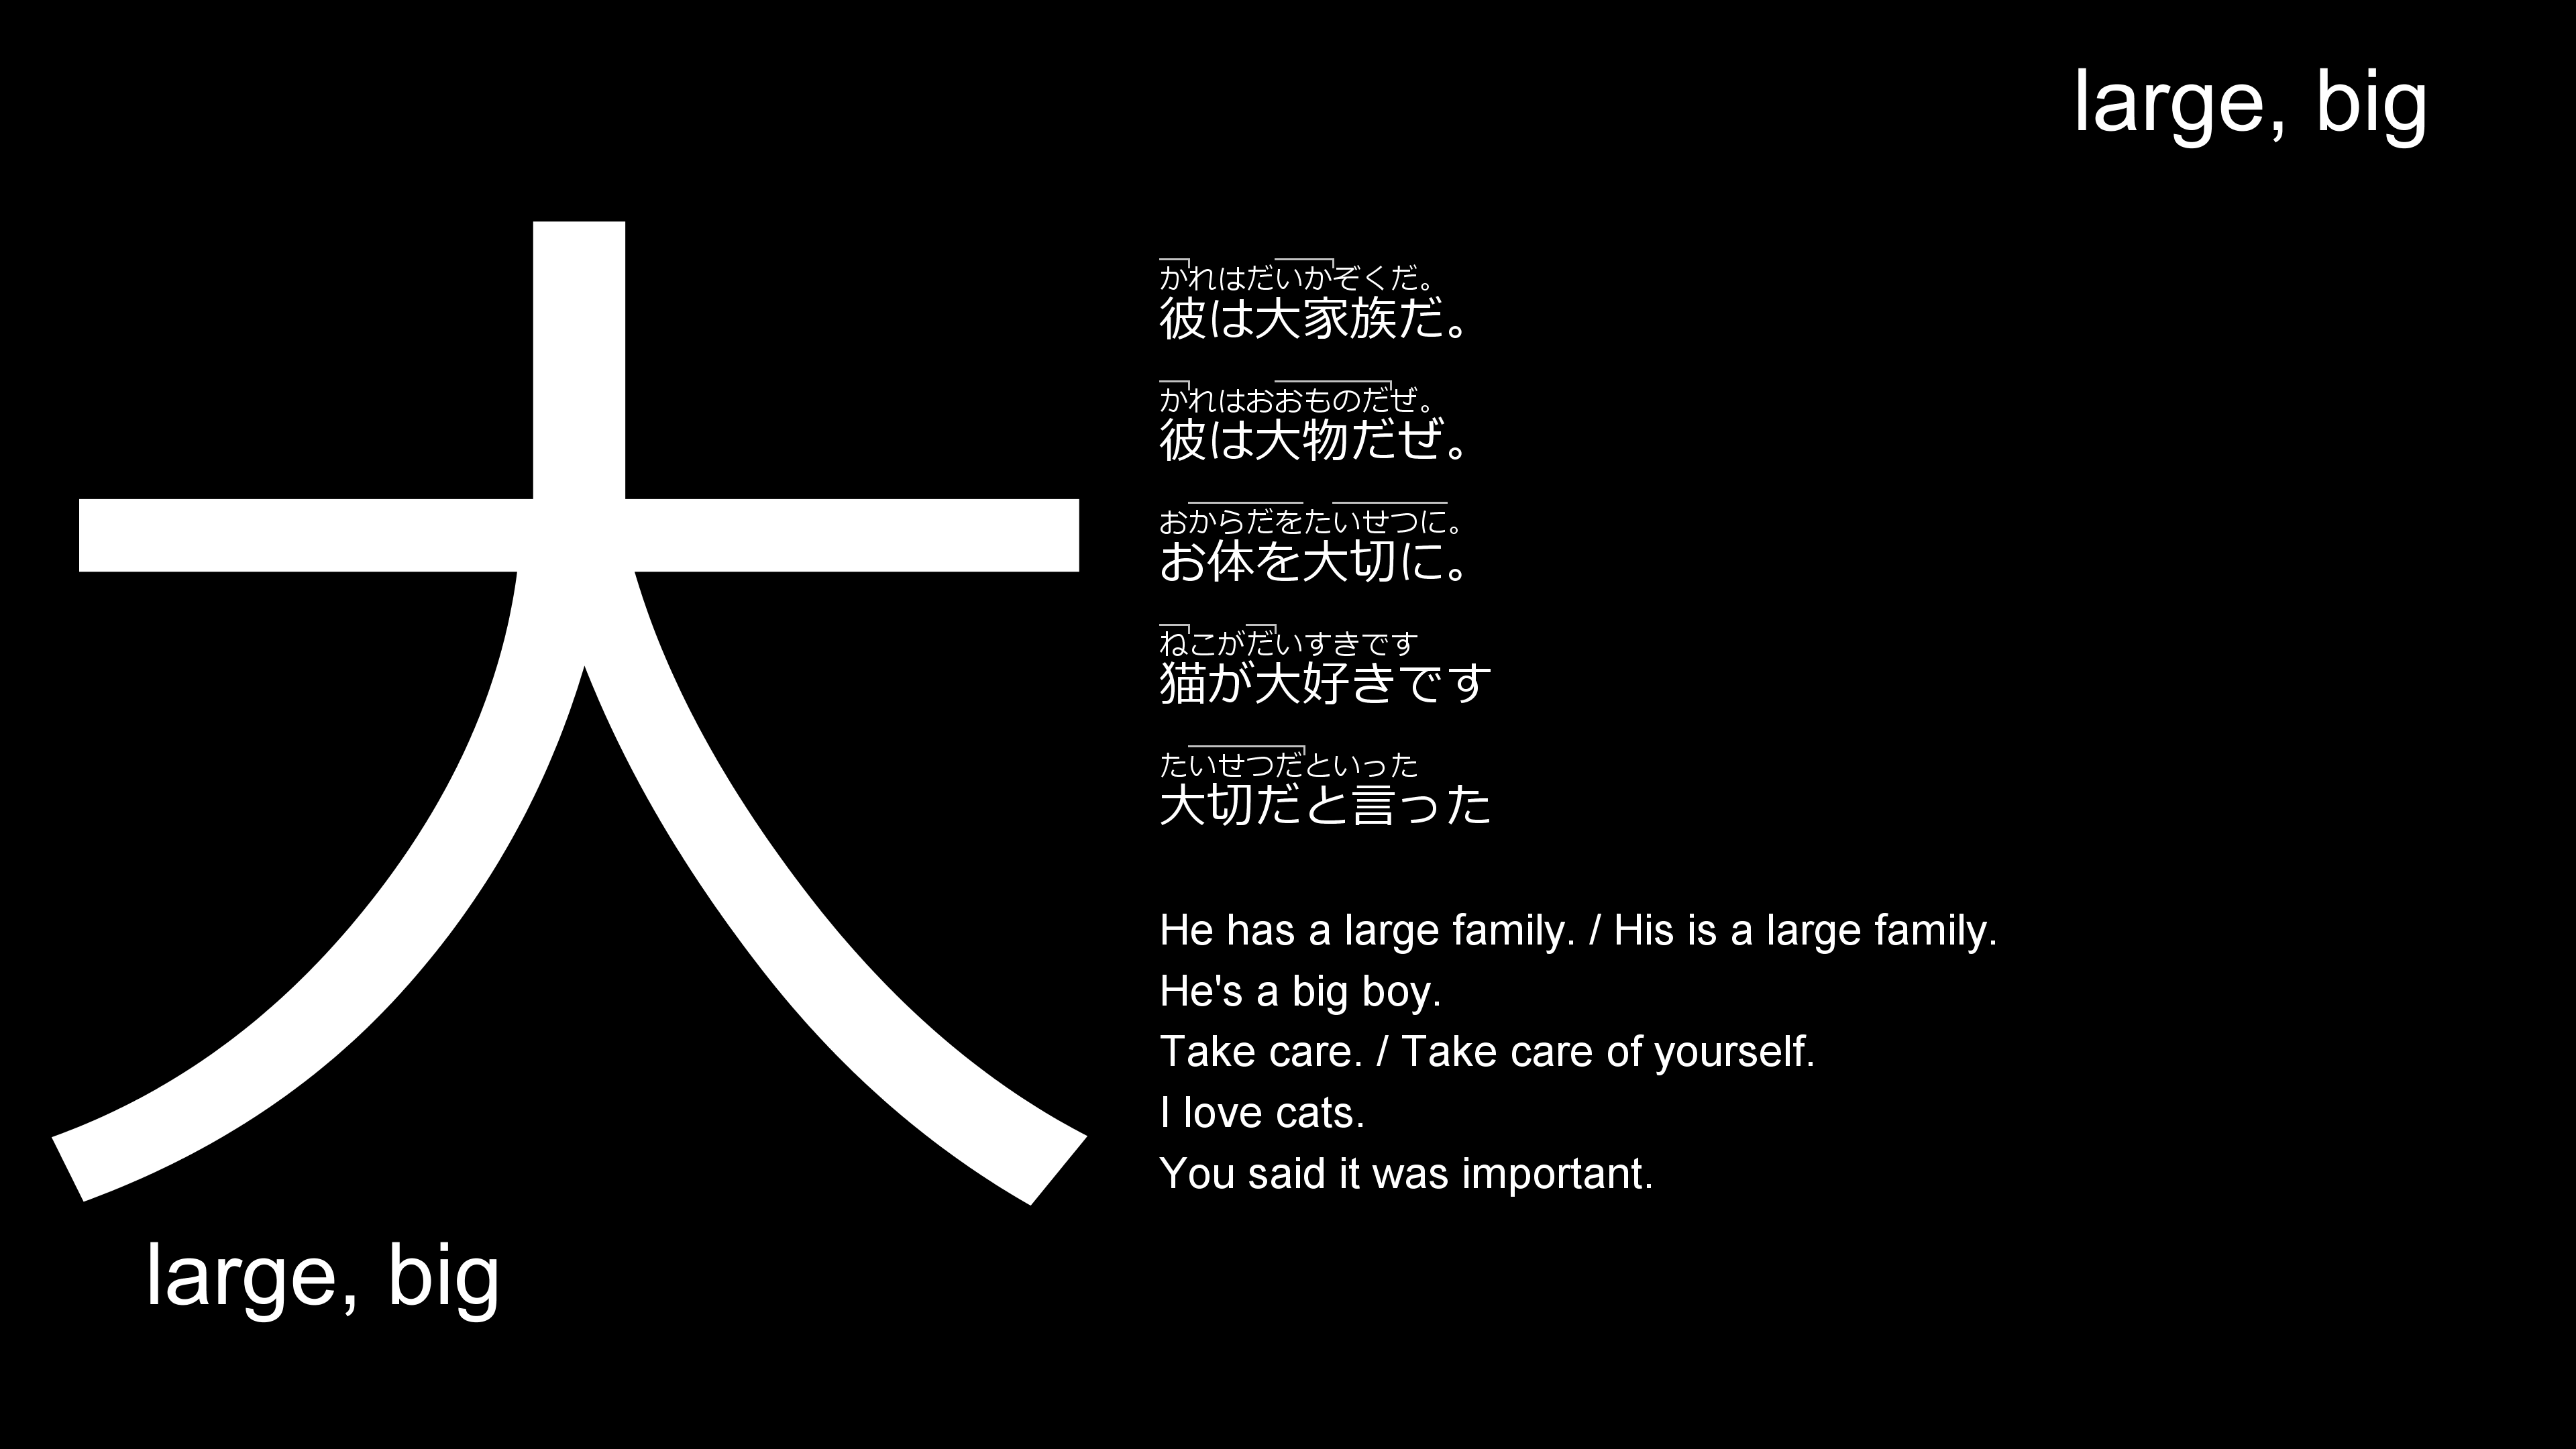 large, big
大
かれはだいかぞくだ。
彼は大家族だ。
かれはおおものだぜ。
彼は大物だぜ。
おからだをたいせつに。
お体を大切に。
ねこがだいすきです
猫が大好きです
たいせつだといった
大切だと言った
He has a large family. / His is a large family.
He's a big boy.
Take care. / Take care of yourself.
I love cats.
You said it was important.
large, big